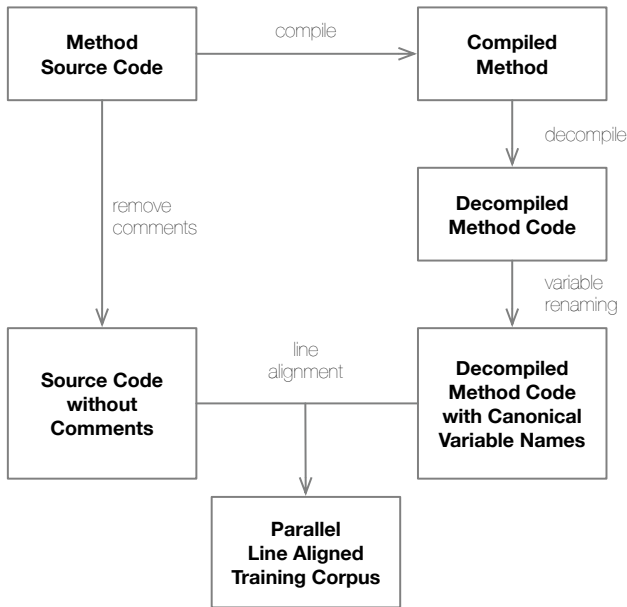 Method
Source Code
compile
Compiled
Method
decompile
Decompiled
Method Code
remove
comments
variable
renaming
Source Code
without
Comments
line
alignment
Decompiled
Method Code
with Canonical
Variable Names
Parallel
Line Aligned
Training Corpus